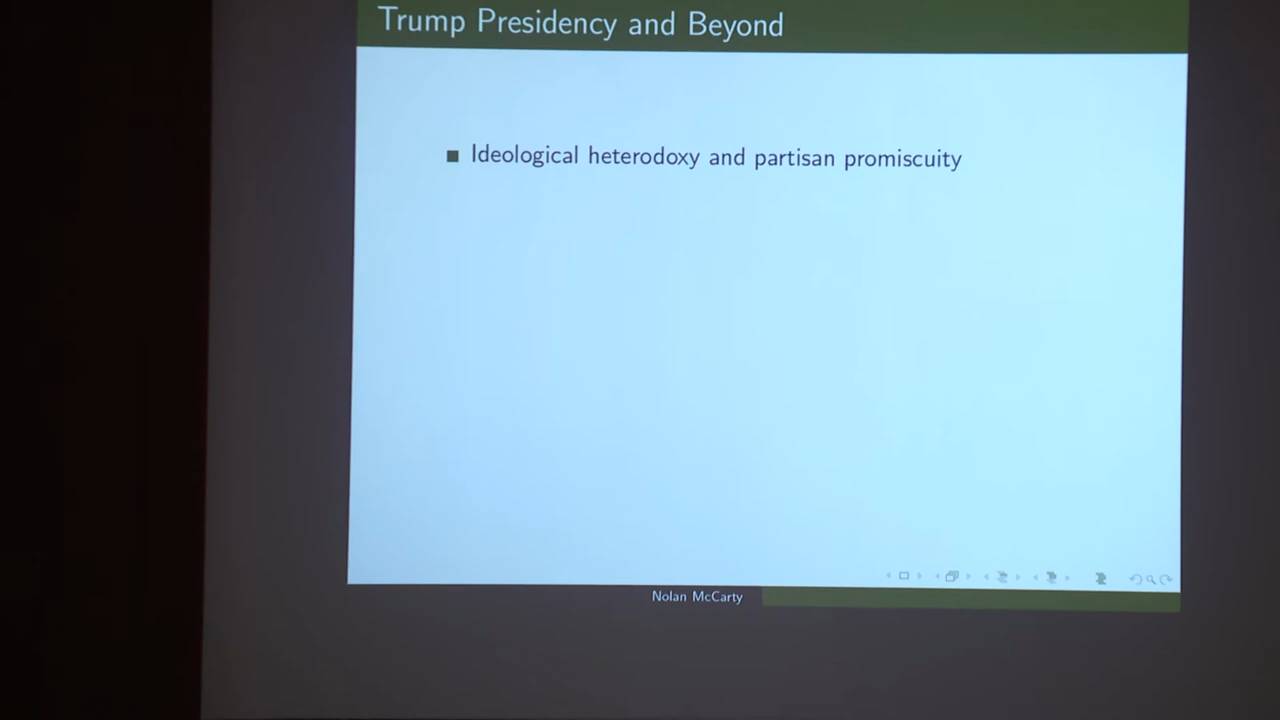 Trump Presidency and Beyond
Ideological heterodoxy and partisan promiscuity
Nolan McCarty